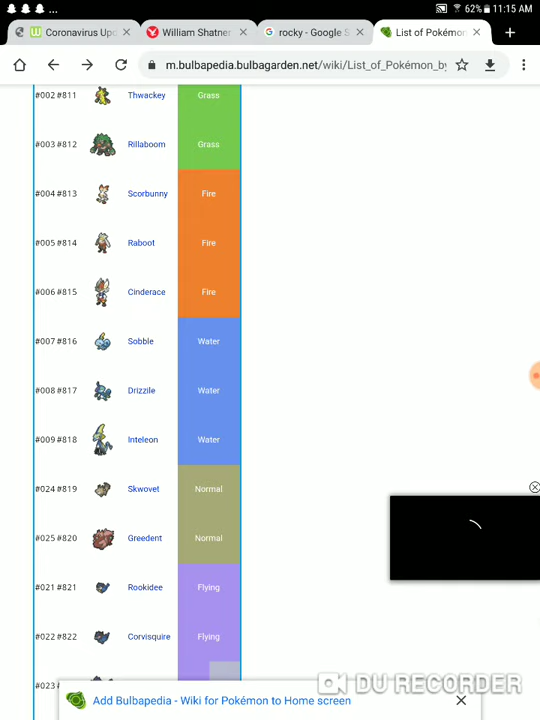 62% 11:15 AM
Coronavirus Upd
William Shatner
rocky - Google S
List of Pokémon
m.bulbapedia.bulbagarden.net/wiki/List_of_Pokémon_by
#002 #811 Thwackey Grass
#003 #812 Rillaboom Grass
#004 #813 Scorbunny Fire
#005 #814 Raboot Fire
#006 #815 Cinderace Fire
#007 #816 Sobble Water
#008 #817 Drizzile Water
#009 #818 Inteleon Water
#024 #819 Skwovet Normal
#025 #820 Greedent Normal
#021 #821 Rookidee Flying
#022 #822 Corvisquire Flying
#023
DU RECORDER
Add Bulbapedia - Wiki for Pokémon to Home screen